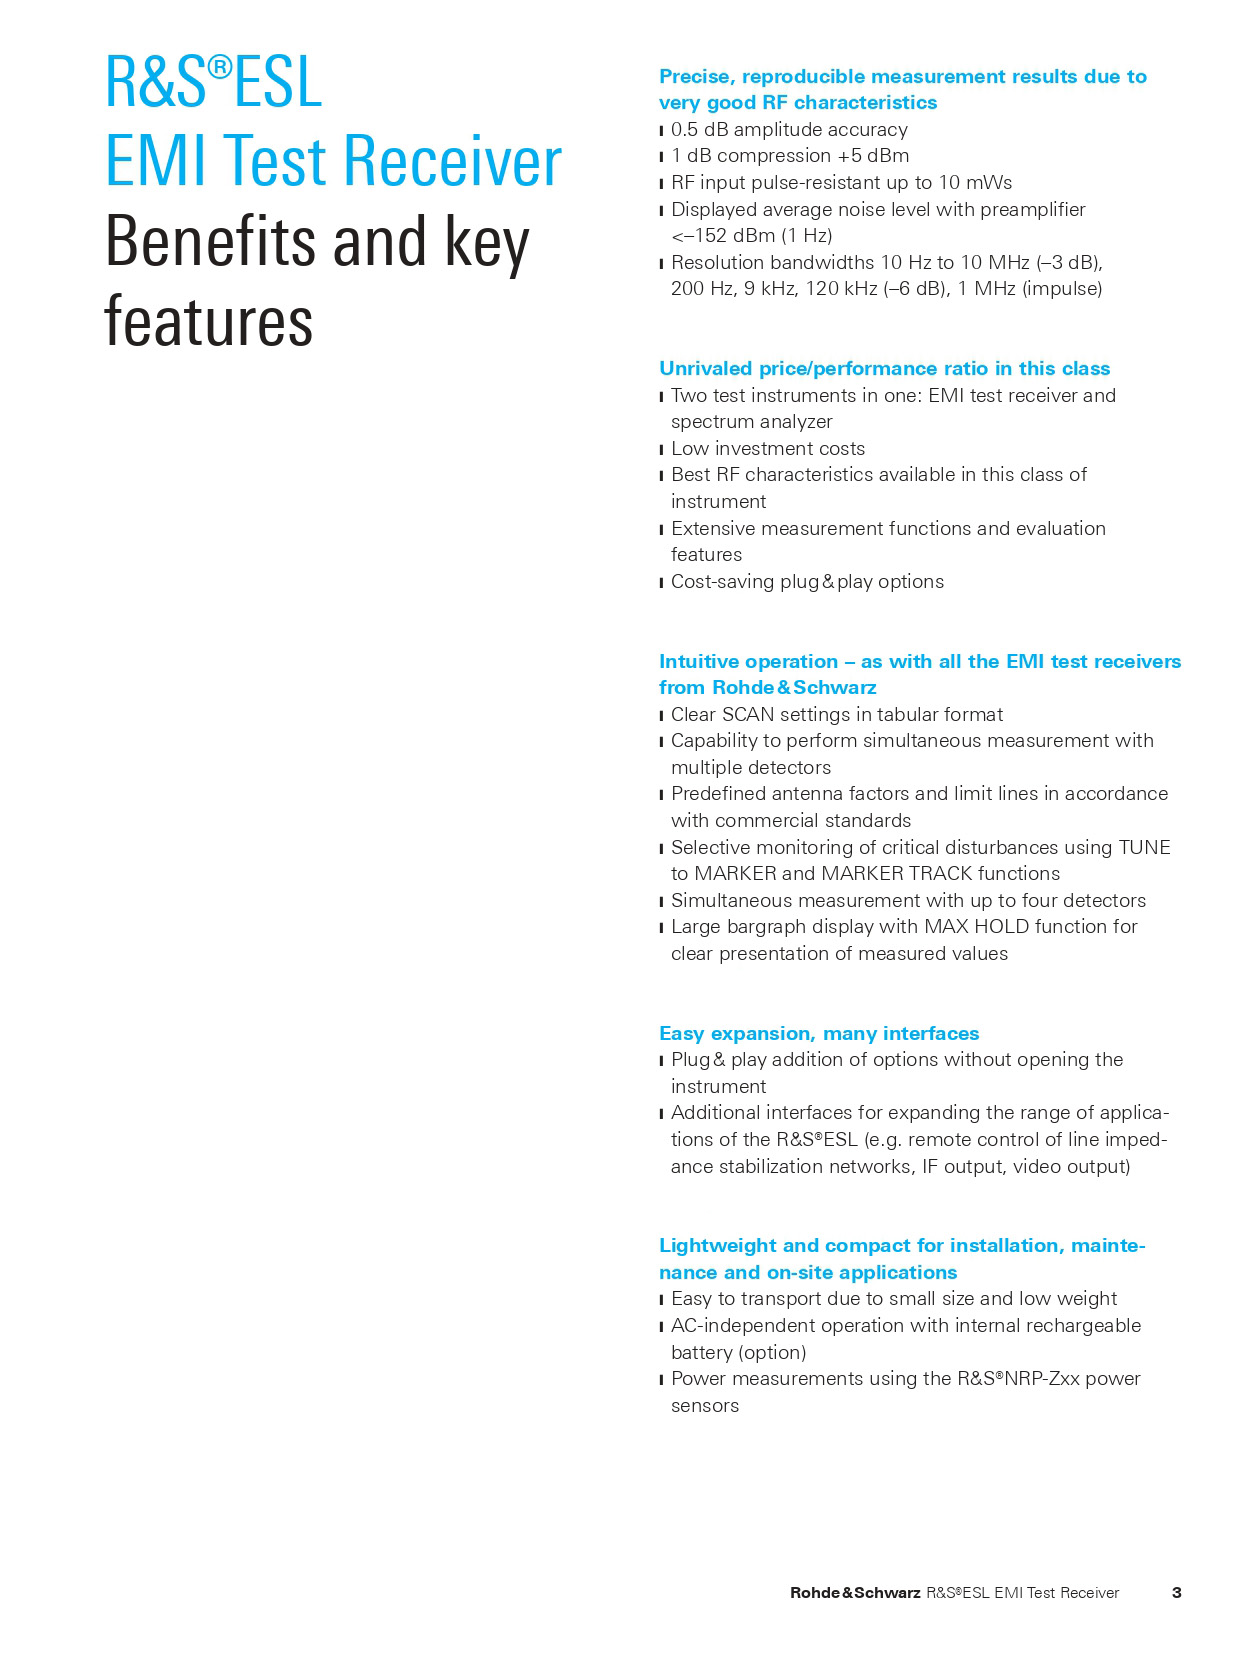 R&S®ESL
EMI Test Receiver
Benefits and key
features
Precise, reproducible measurement results due to
very good RF characteristics
❙ 0.5 dB amplitude accuracy
❙ 1 dB compression +5 dBm
❙ RF input pulse-resistant up to 10 mWs
❙ Displayed average noise level with preamplifier
<–152 dBm (1 Hz)
❙ Resolution bandwidths 10 Hz to 10 MHz (–3 dB),
200 Hz, 9 kHz, 120 kHz (–6 dB), 1 MHz (impulse)
Unrivaled price/performance ratio in this class
❙ Two test instruments in one: EMI test receiver and
spectrum analyzer
❙ Low investment costs
❙ Best RF characteristics available in this class of
instrument
❙ Extensive measurement functions and evaluation
features
❙ Cost-saving plug & play options
Intuitive operation – as with all the EMI test receivers
from Rohde & Schwarz
❙ Clear SCAN settings in tabular format
❙ Capability to perform simultaneous measurement with
multiple detectors
❙ Predefined antenna factors and limit lines in accordance
with commercial standards
❙ Selective monitoring of critical disturbances using TUNE
to MARKER and MARKER TRACK functions
❙ Simultaneous measurement with up to four detectors
❙ Large bargraph display with MAX HOLD function for
clear presentation of measured values
Easy expansion, many interfaces
❙ Plug & play addition of options without opening the
instrument
❙ Additional interfaces for expanding the range of applica-
tions of the R&S®ESL (e.g. remote control of line imped-
ance stabilization networks, IF output, video output)
Lightweight and compact for installation, mainte-
nance and on-site applications
❙ Easy to transport due to small size and low weight
❙ AC-independent operation with internal rechargeable
battery (option)
❙ Power measurements using the R&S®NRP-Zxx power
sensors
Rohde & Schwarz R&S®ESL EMI Test Receiver 3